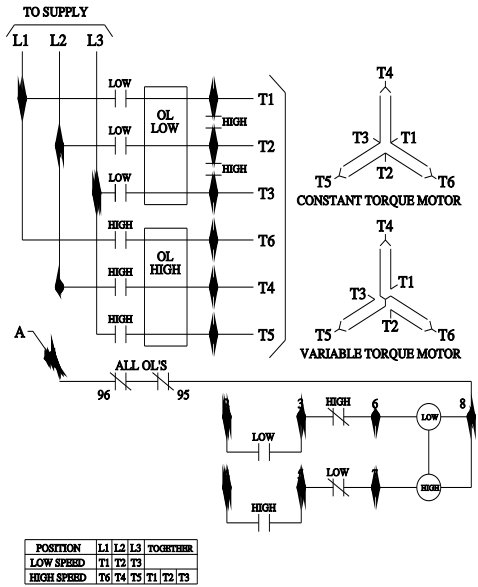 TO SUPPLY
L1 L2 L3
LOW
T1
OL
LOW
HIGH
LOW
T2
HIGH
LOW
T3
HIGH
T6
OL
HIGH
HIGH
T4
HIGH
T5
T4
T3 T1
T2
T5 T6
CONSTANT TORQUE MOTOR
T4
T1
T3
T2
T5 T6
VARIABLE TORQUE MOTOR
A
ALL OL'S
96 95
3 HIGH 6 8
LOW
LOW
LOW
HIGH
HIGH
POSITION L1 L2 L3 TOGETHER
LOW SPEED T1 T2 T3
HIGH SPEED T6 T4 T5 T1 T2 T3